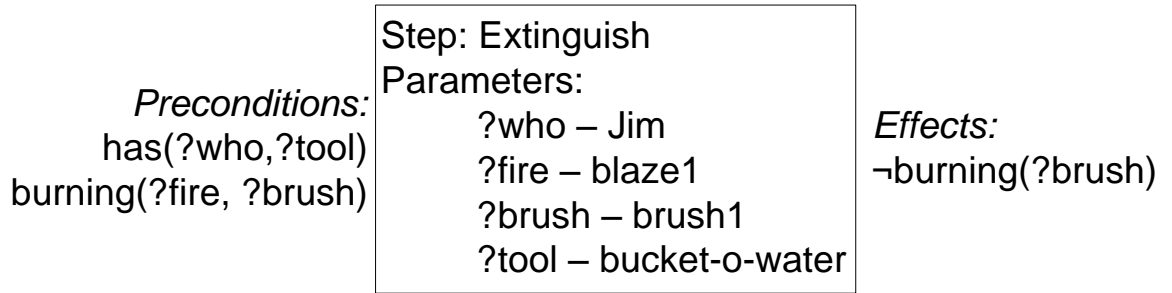 Preconditions:
has(?who,?tool)
burning(?fire, ?brush)
Step: Extinguish
Parameters:
?who – Jim
?fire – blaze1
?brush – brush1
?tool – bucket-o-water
Effects:
¬burning(?brush)